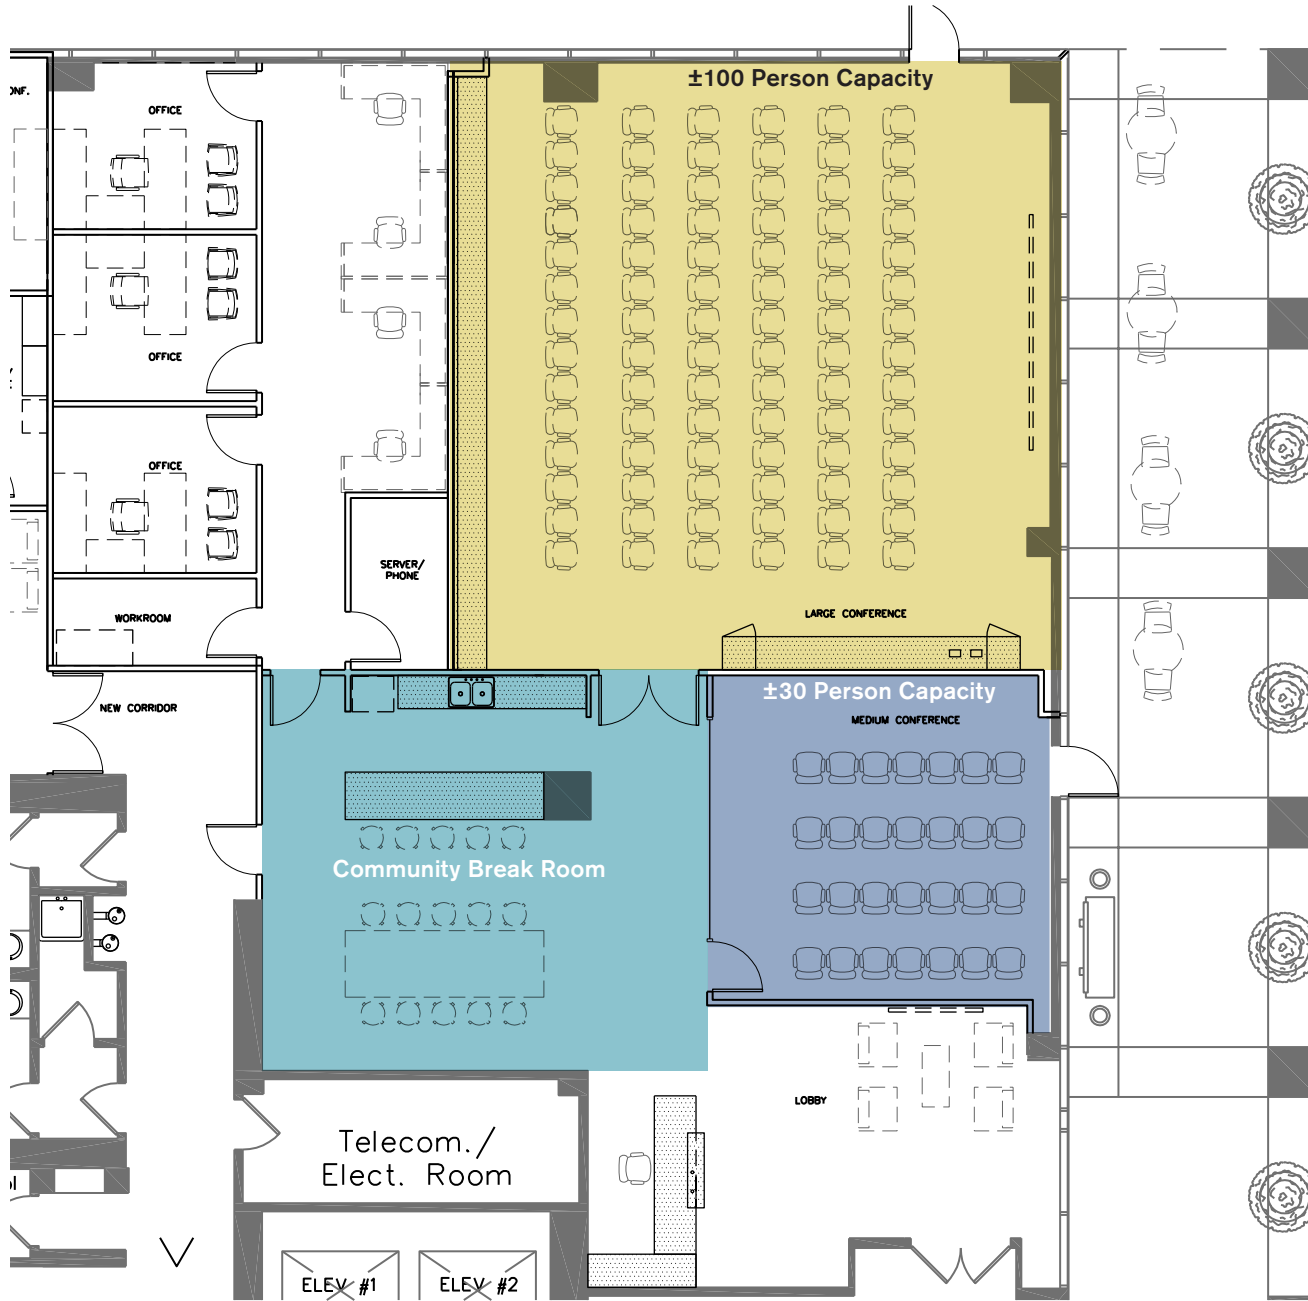 ±100 Person Capacity
ONF.
OFFICE
OFFICE
OFFICE
SERVER/
PHONE
WORKROOM
LARGE CONFERENCE
±30 Person Capacity
NEW CORRIDOR
MEDIUM CONFERENCE
Community Break Room
LOBBY
Telecom./
Elect. Room
ELEV #1
ELEV #2